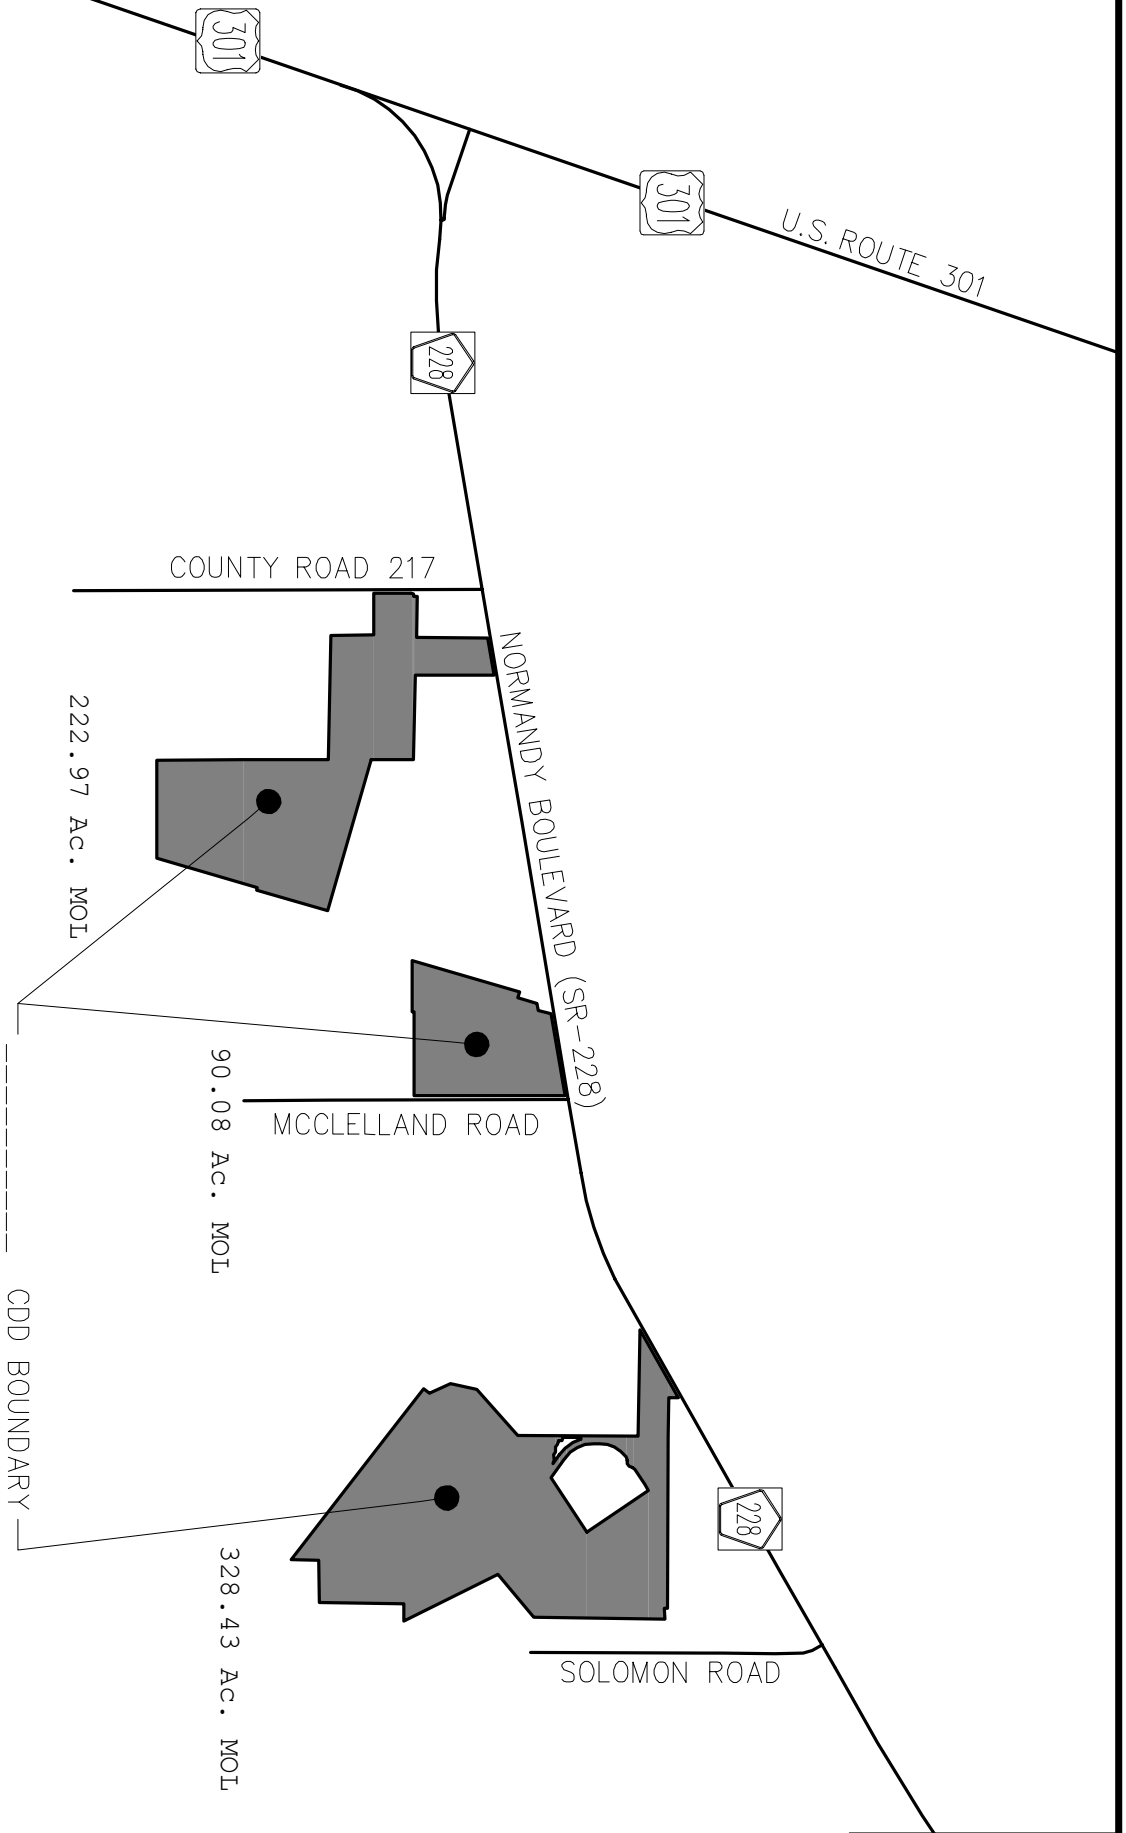 301
301
U.S. ROUTE 301
228
COUNTY ROAD 217
NORMANDY BOULEVARD (SR-228)
222.97 Ac. MOL
90.08 Ac. MOL
MCCLELLAND ROAD
CDD BOUNDARY
228
328.43 Ac. MOL
SOLOMON ROAD